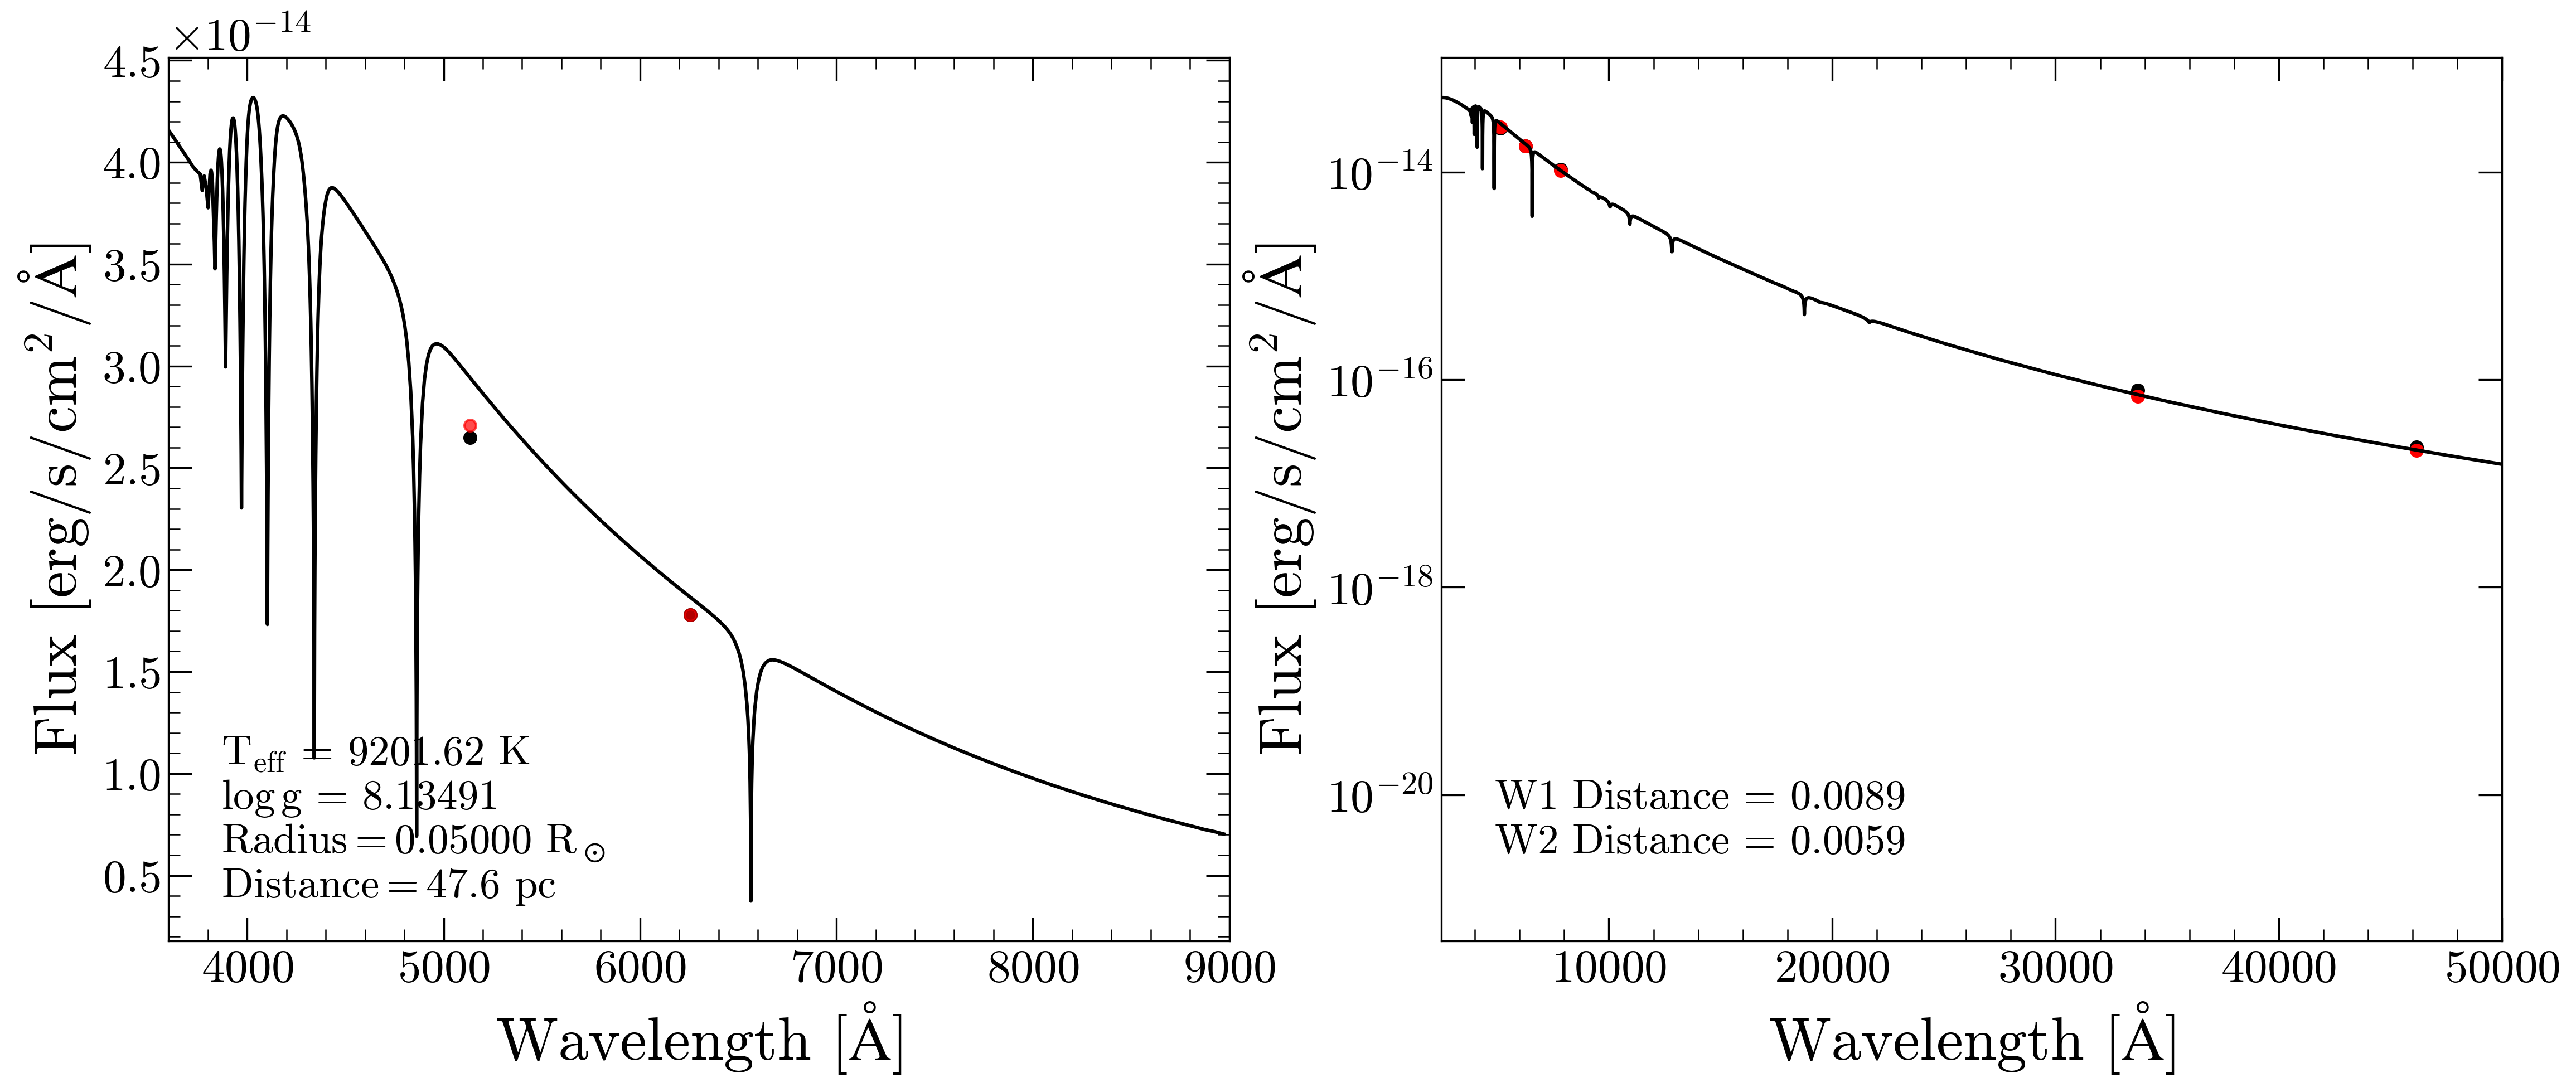 ×10⁻¹⁴
4.5
4.0
3.5
3.0
2.5
2.0
1.5
1.0
0.5
Flux [erg/s/cm²/Å]
T_eff = 9201.62 K
log g = 8.13491
Radius = 0.05000 R_⊙
Distance = 47.6 pc
4000 5000 6000 7000 8000 9000
Wavelength [Å]
10⁻¹⁴
10⁻¹⁶
10⁻¹⁸
10⁻²⁰
Flux [erg/s/cm²/Å]
W1 Distance = 0.0089
W2 Distance = 0.0059
10000 20000 30000 40000 50000
Wavelength [Å]